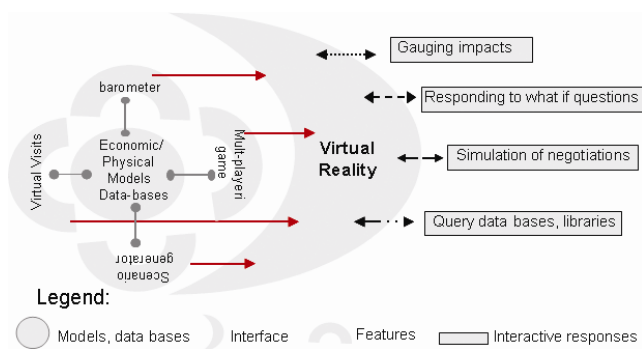 Gauging impacts
barometer
Responding to what if questions
Economic/
Physical
Models
Data-bases
Virtual Visits
Mult-playeri
game
Virtual
Reality
Simulation of negotiations
Query data bases, libraries
Scenario
generator
Legend:
Models, data bases
Interface
Features
Interactive responses